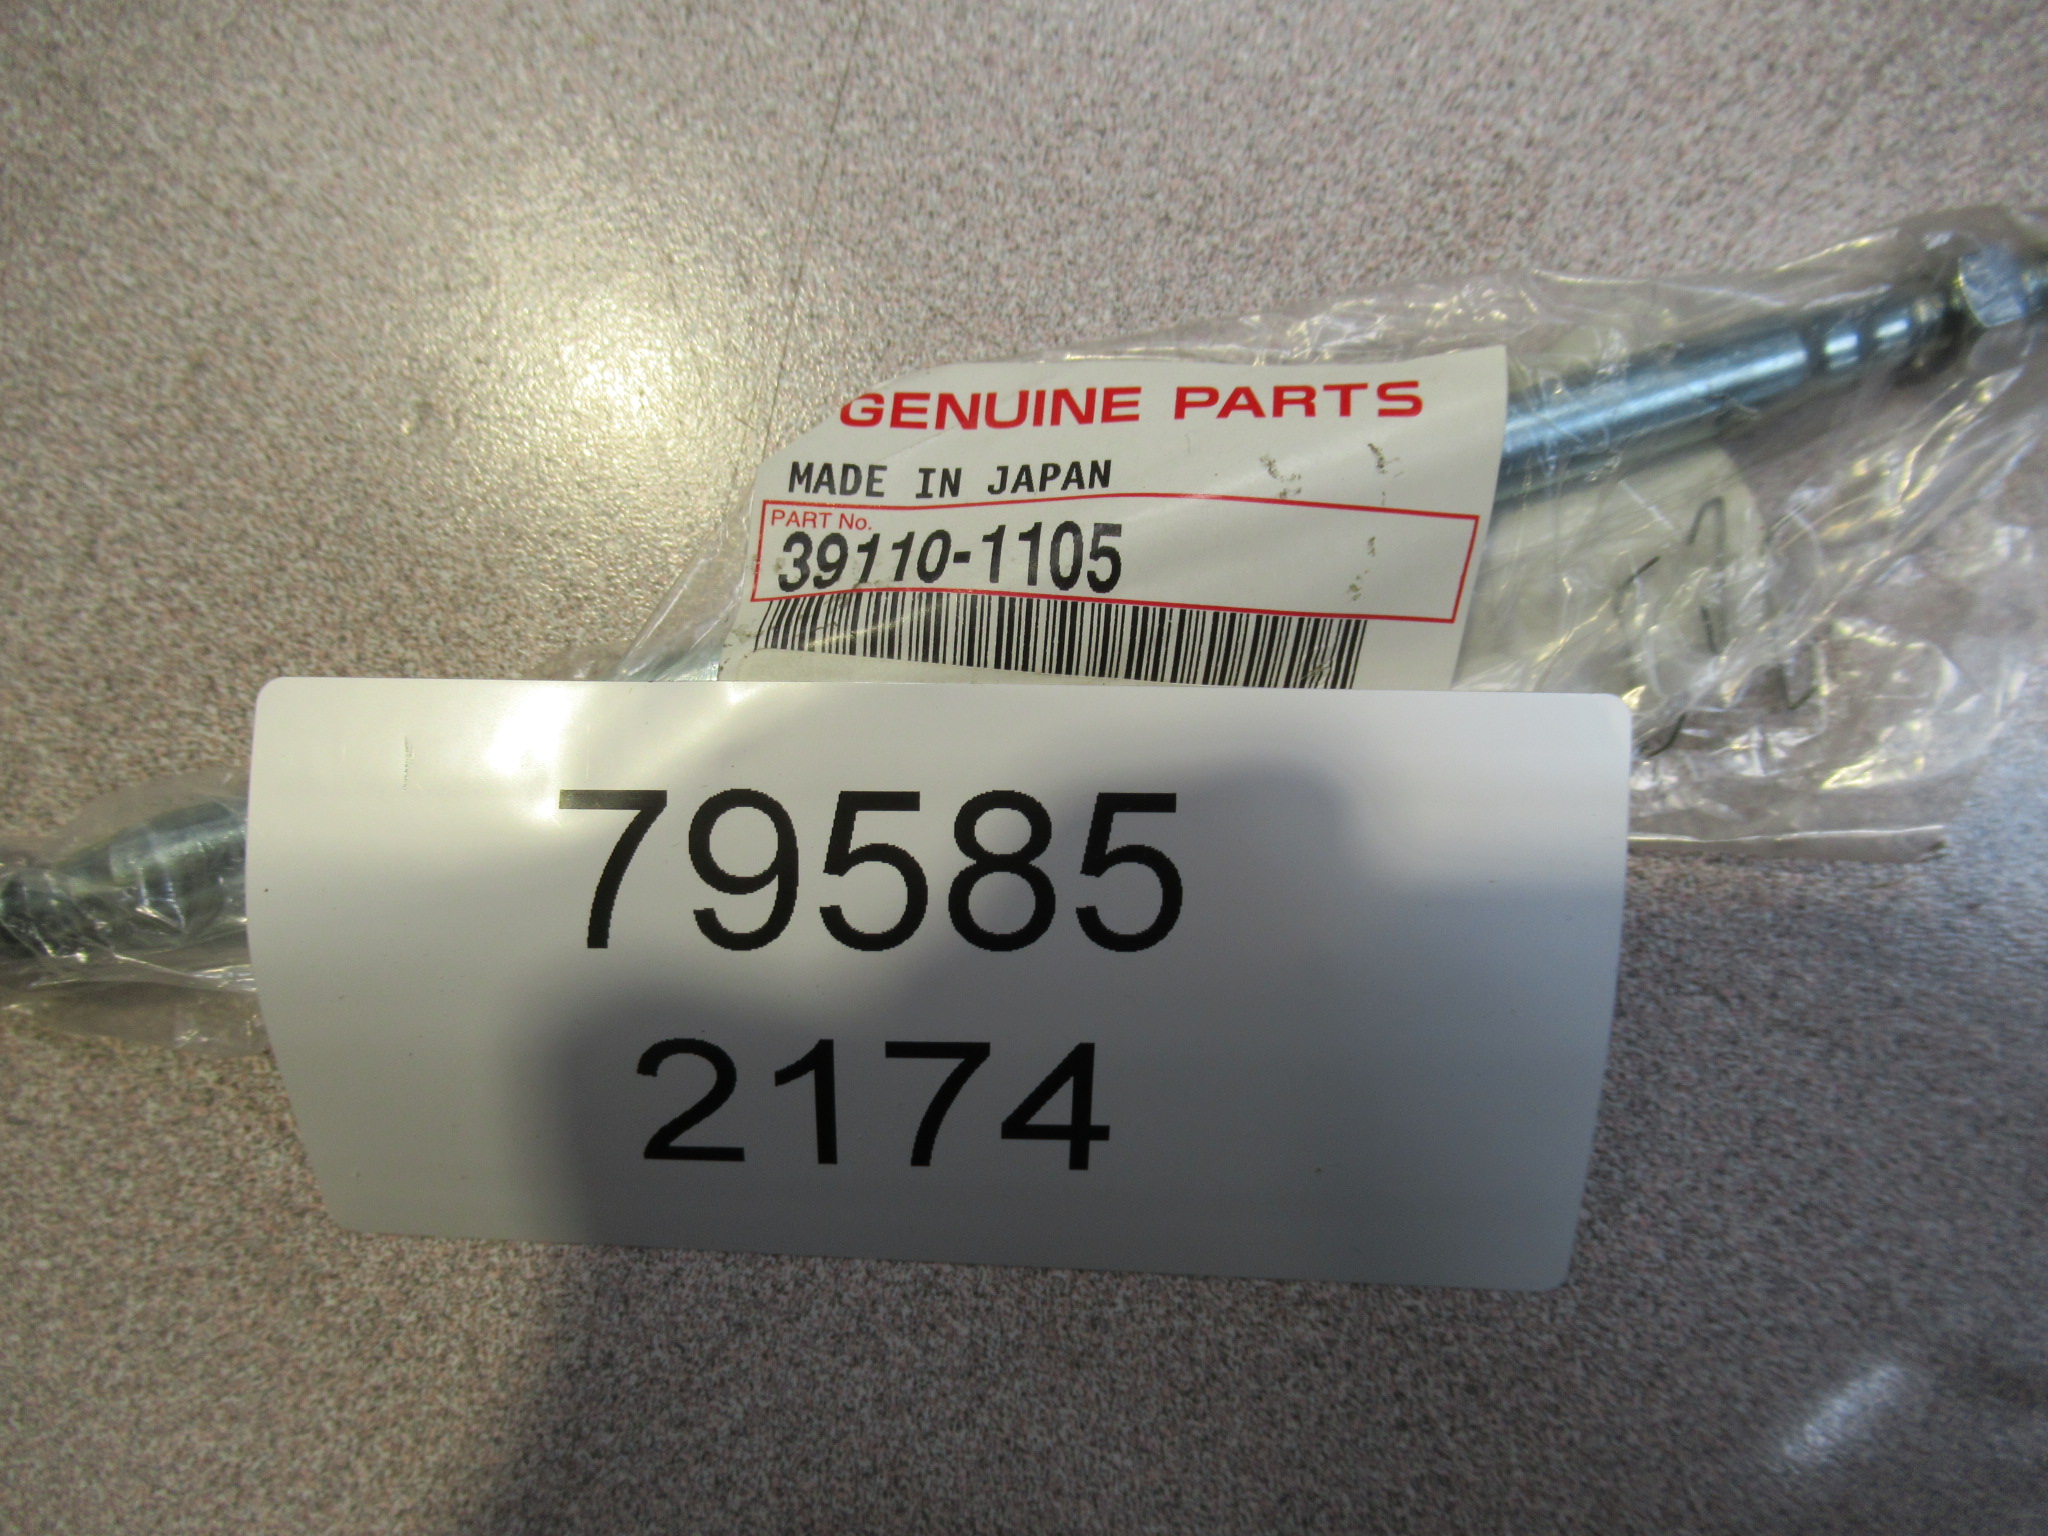 GENUINE PARTS
MADE IN JAPAN
PART No.
39110-1105
79585
2174